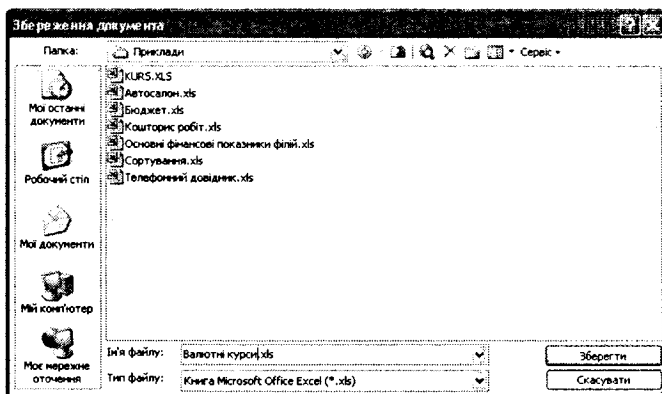 Збереження документа
Папка: Приклади Сервіс
KURS.XLS
Автосалон.xls
Бюджет.xls
Кошторис робіт.xls
Основні фінансові показники філій.xls
Сортування.xls
Телефонний довідник.xls
Мої останні
документи
Робочий стіл
Мої документи
Мій комп'ютер
Моє мережне
оточення
Ім'я файлу: Валютні курси.xls Зберегти
Тип файлу: Книга Microsoft Office Excel (*.xls) Скасувати